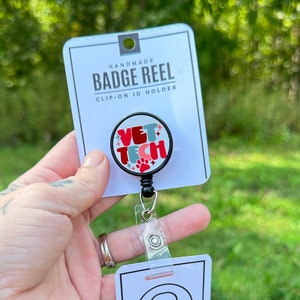 HANDMADE
BADGE REEL
CLIP-ON ID HOLDER
VET
TECH